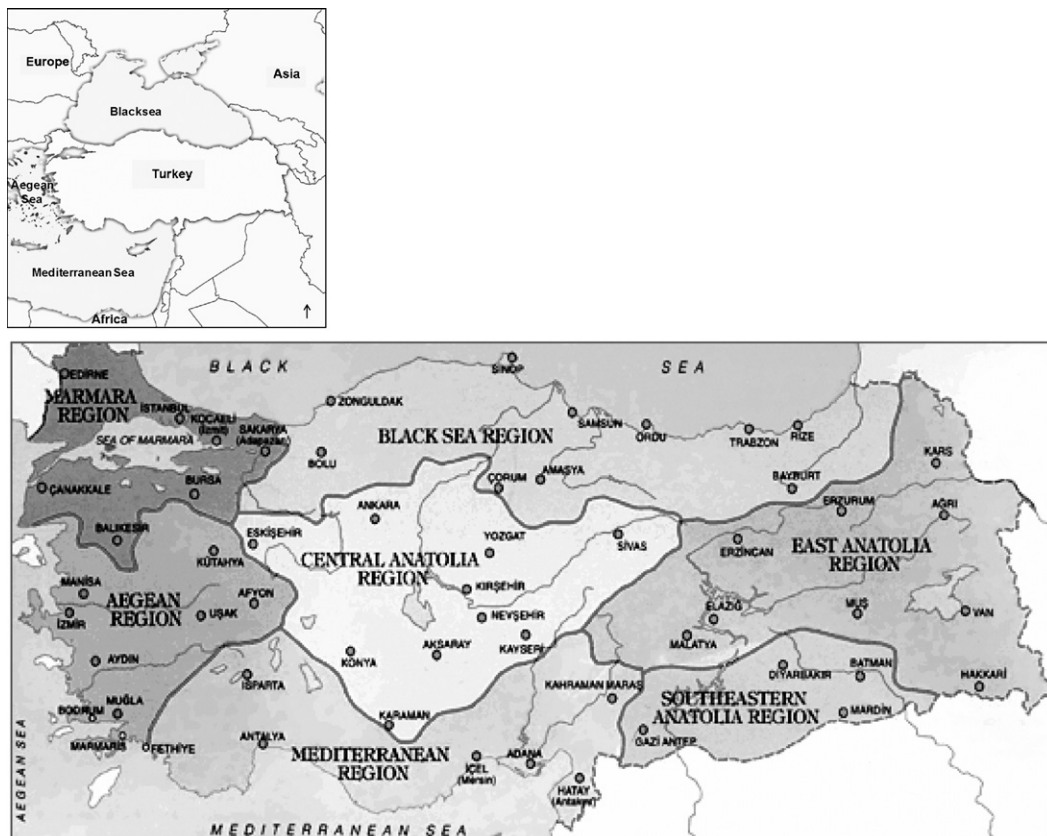 Europe
Asia
Blacksea
Turkey
Aegean
Sea
Mediterranean Sea
Africa
BLACK
SEA
SINOP
EDİRNE
MARMARA
REGION
İSTANBUL
KOCAELİ
(İzmit)
SAKARYA
(Adapazarı)
SEA OF MARMARA
ZONGULDAK
BOLU
BLACK SEA REGION
SAMSUN
ORDU
TRABZON
RİZE
KARS
ÇANAKKALE
BURSA
ÇORUM
AMASYA
BAYBURT
ERZURUM
AĞRI
BALIKESİR
ESKİŞEHİR
ANKARA
YOZGAT
SİVAS
ERZİNCAN
EAST ANATOLIA
REGION
KÜTAHYA
CENTRAL ANATOLIA
REGION
KIRŞEHİR
MANİSA
İZMİR
AEGEAN
REGION
UŞAK
AFYON
NEVŞEHİR
ELAZIĞ
MUŞ
VAN
MALATYA
AYDIN
KONYA
AKSARAY
KAYSERİ
ISPARTA
KAHRAMAN MARAŞ
DİYARBAKIR
BATMAN
HAKKARİ
SOUTHEASTERN
ANATOLIA REGION
MARDİN
GAZİ ANTEP
MUĞLA
BODRUM
MARMARİS
FETHİYE
KARAMAN
ANTALYA
MEDITERRANEAN
REGION
İÇEL
(Mersin)
ADANA
HATAY
(Antakya)
AEGEAN SEA
MEDITERRANEAN SEA